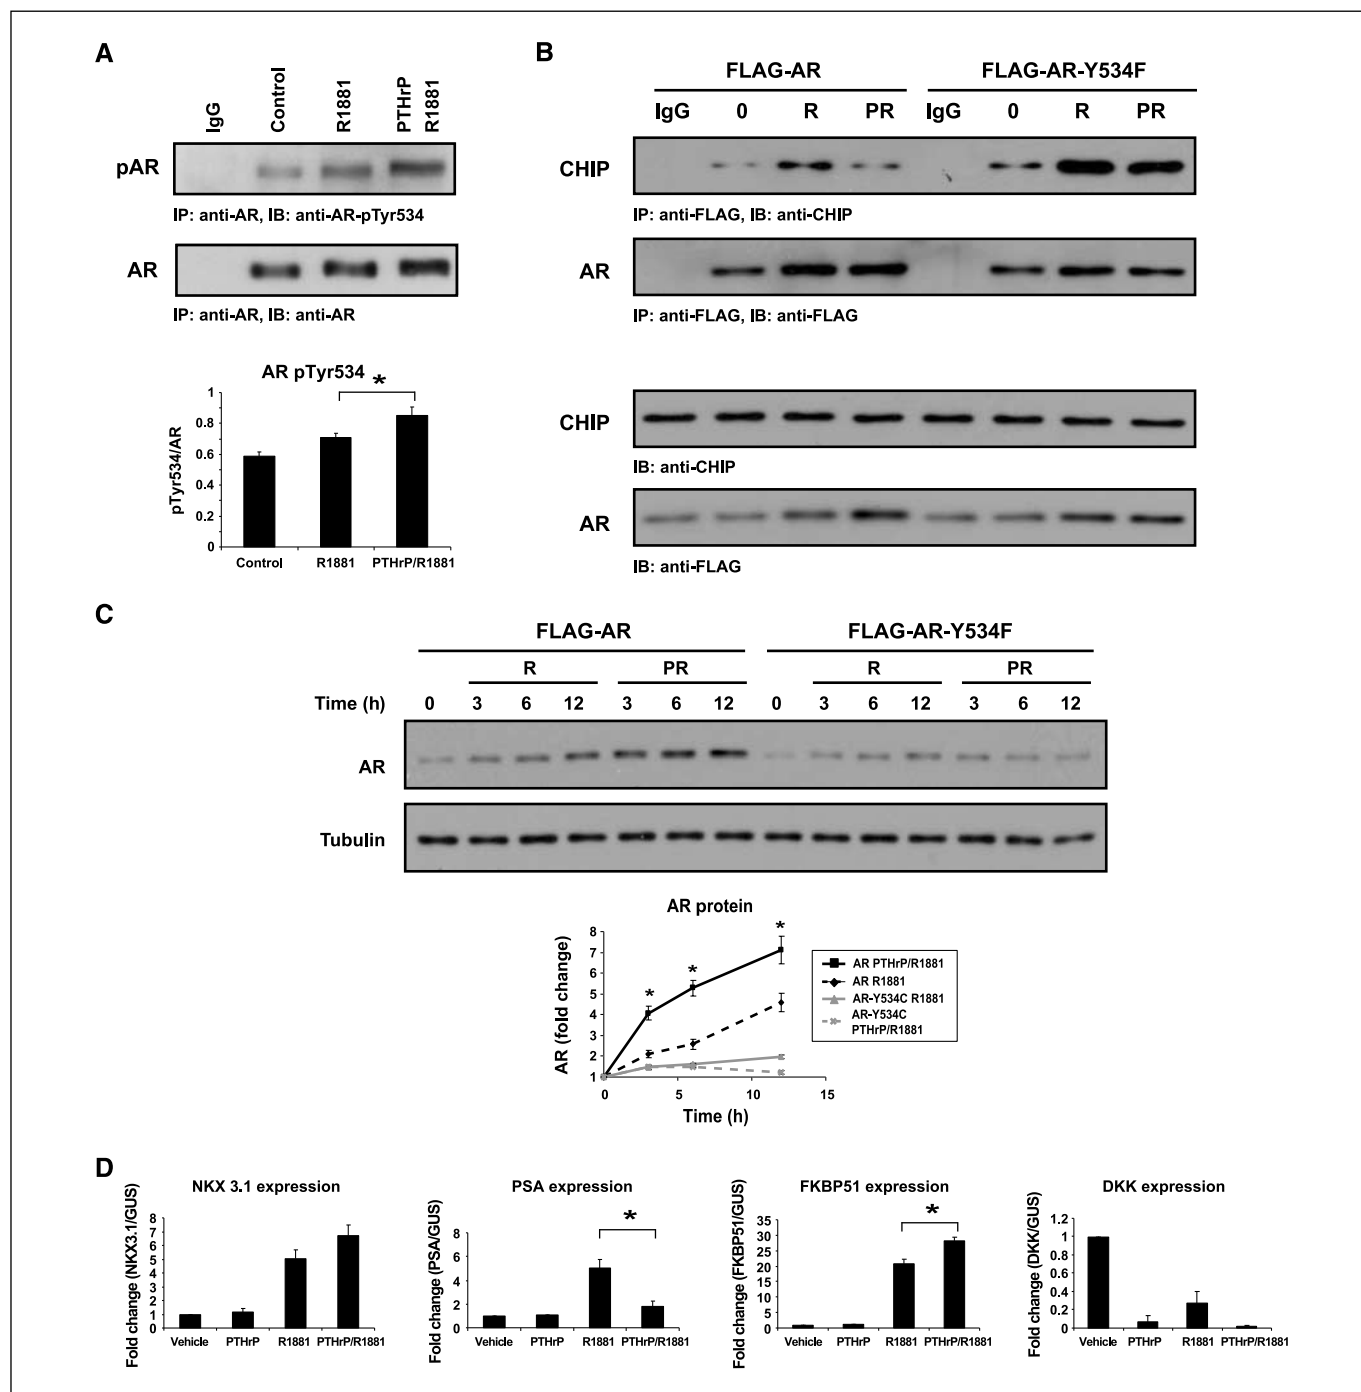 A
IgG
Control
R1881
PTHrP
R1881
pAR
IP: anti-AR, IB: anti-AR-pTyr534
AR
IP: anti-AR, IB: anti-AR
AR pTyr534
*
pTyr534/AR
1
0.8
0.6
0.4
0.2
0
Control R1881 PTHrP/R1881
B
FLAG-AR FLAG-AR-Y534F
IgG 0 R PR IgG 0 R PR
CHIP
IP: anti-FLAG, IB: anti-CHIP
AR
IP: anti-FLAG, IB: anti-FLAG
CHIP
IB: anti-CHIP
AR
IB: anti-FLAG
C
FLAG-AR FLAG-AR-Y534F
R PR R PR
Time (h) 0 3 6 12 3 6 12 0 3 6 12 3 6 12
AR
Tubulin
AR protein
AR (fold change)
8
7
6
5
4
3
2
1
* * *
0 5 10 15
Time (h)
AR PTHrP/R1881
AR R1881
AR-Y534C R1881
AR-Y534C
PTHrP/R1881
D
NKX 3.1 expression
Fold change (NKX3.1/GUS)
8
7
6
5
4
3
2
1
0
Vehicle PTHrP R1881 PTHrP/R1881
PSA expression
Fold change (PSA/GUS)
8
6
4
2
0
*
Vehicle PTHrP R1881 PTHrP/R1881
FKBP51 expression
Fold change (FKBP51/GUS)
35
30
25
20
15
10
5
0
*
Vehicle PTHrP R1881 PTHrP/R1881
DKK expression
Fold change (DKK/GUS)
1.2
1
0.8
0.6
0.4
0.2
0
Vehicle PTHrP R1881 PTHrP/R1881